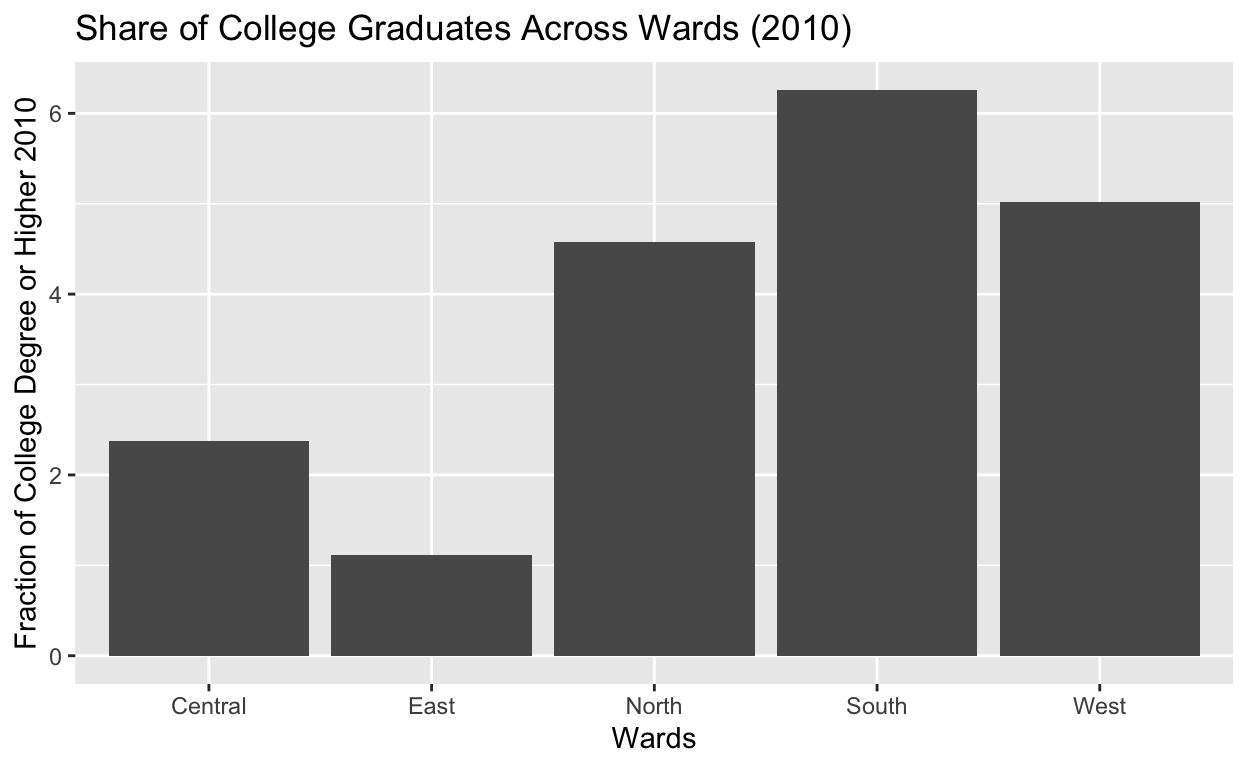 Share of College Graduates Across Wards (2010)
Fraction of College Degree or Higher 2010
6
4
2
0
Central East North South West
Wards